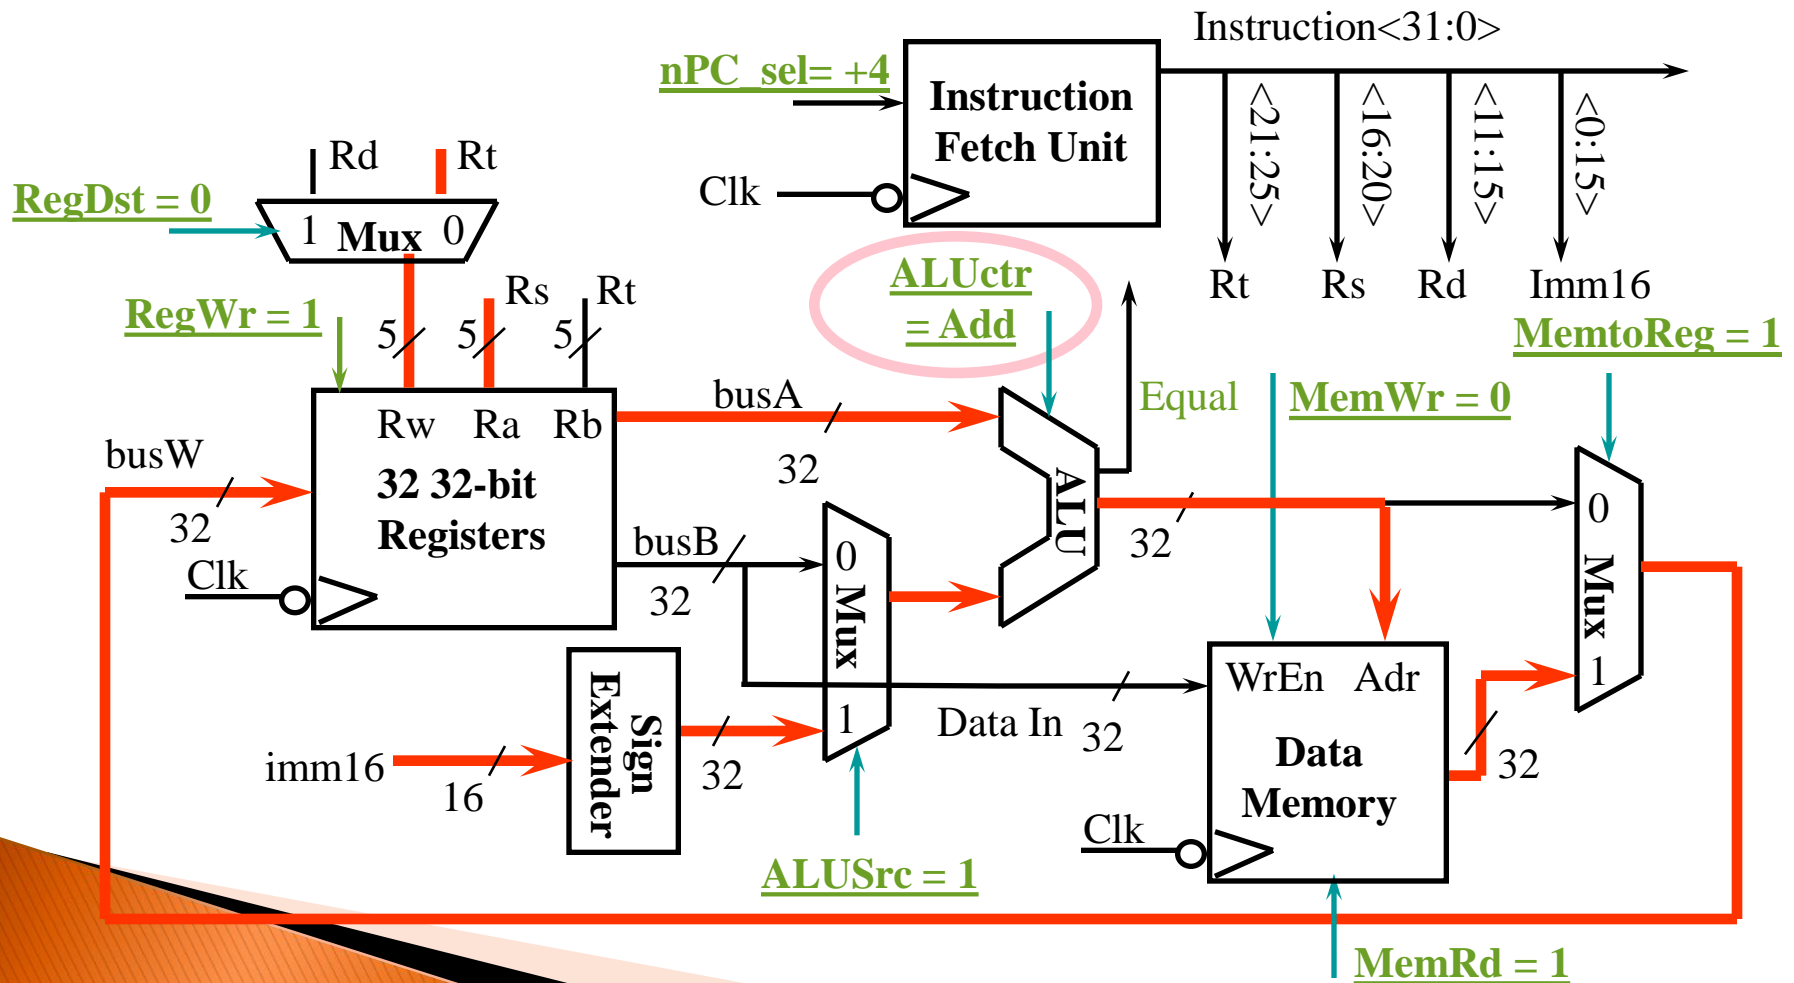 Instruction<31:0>
nPC_sel= +4
Instruction
Fetch Unit
Clk
<21:25>
<16:20>
<11:15>
<0:15>
Rt
Rs
Rd
Imm16
Rd
Rt
RegDst = 0
1
Mux
0
RegWr = 1
Rs
Rt
5
5
5
ALUctr
= Add
MemtoReg = 1
MemWr = 0
Equal
busA
32
Rw
Ra
Rb
32 32-bit
Registers
busW
32
Clk
busB
32
0
Mux
1
ALU
32
0
Mux
1
WrEn
Adr
Data
Memory
Data In
32
32
Clk
Sign
Extender
imm16
16
32
ALUSrc = 1
MemRd = 1